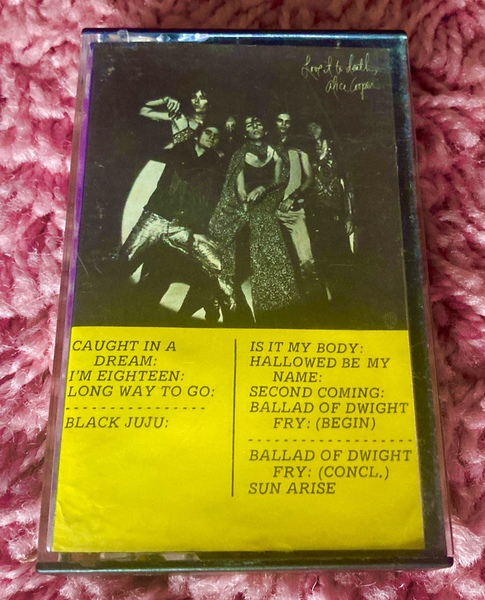 Love it to death
Alice Cooper
CAUGHT IN A
DREAM:
I'M EIGHTEEN:
LONG WAY TO GO:
BLACK JUJU:
IS IT MY BODY:
HALLOWED BE MY
NAME:
SECOND COMING:
BALLAD OF DWIGHT
FRY: (BEGIN)
BALLAD OF DWIGHT
FRY: (CONCL.)
SUN ARISE